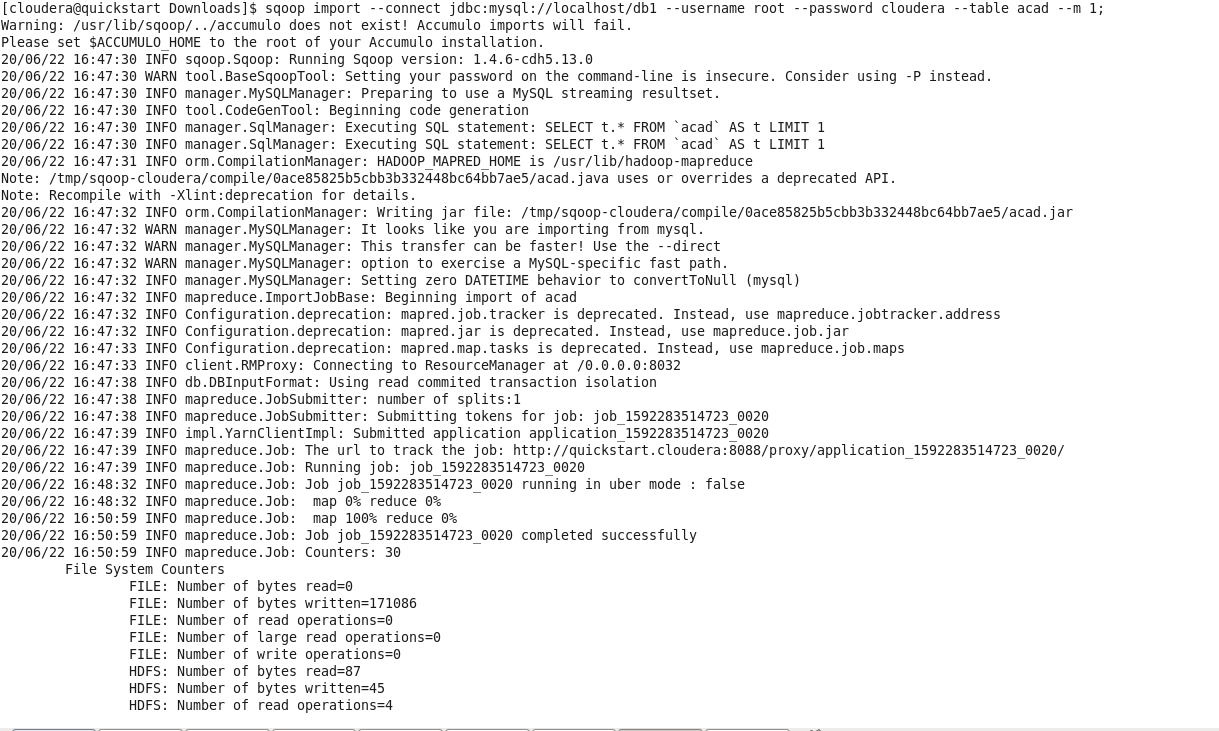 [cloudera@quickstart Downloads]$ sqoop import --connect jdbc:mysql://localhost/db1 --username root --password cloudera --table acad --m 1;
Warning: /usr/lib/sqoop/../accumulo does not exist! Accumulo imports will fail.
Please set $ACCUMULO_HOME to the root of your Accumulo installation.
20/06/22 16:47:30 INFO sqoop.Sqoop: Running Sqoop version: 1.4.6-cdh5.13.0
20/06/22 16:47:30 WARN tool.BaseSqoopTool: Setting your password on the command-line is insecure. Consider using -P instead.
20/06/22 16:47:30 INFO manager.MySQLManager: Preparing to use a MySQL streaming resultset.
20/06/22 16:47:30 INFO tool.CodeGenTool: Beginning code generation
20/06/22 16:47:30 INFO manager.SqlManager: Executing SQL statement: SELECT t.* FROM `acad` AS t LIMIT 1
20/06/22 16:47:30 INFO manager.SqlManager: Executing SQL statement: SELECT t.* FROM `acad` AS t LIMIT 1
20/06/22 16:47:31 INFO orm.CompilationManager: HADOOP_MAPRED_HOME is /usr/lib/hadoop-mapreduce
Note: /tmp/sqoop-cloudera/compile/0ace85825b5cbb3b332448bc64bb7ae5/acad.java uses or overrides a deprecated API.
Note: Recompile with -Xlint:deprecation for details.
20/06/22 16:47:32 INFO orm.CompilationManager: Writing jar file: /tmp/sqoop-cloudera/compile/0ace85825b5cbb3b332448bc64bb7ae5/acad.jar
20/06/22 16:47:32 WARN manager.MySQLManager: It looks like you are importing from mysql.
20/06/22 16:47:32 WARN manager.MySQLManager: This transfer can be faster! Use the --direct
20/06/22 16:47:32 WARN manager.MySQLManager: option to exercise a MySQL-specific fast path.
20/06/22 16:47:32 INFO manager.MySQLManager: Setting zero DATETIME behavior to convertToNull (mysql)
20/06/22 16:47:32 INFO mapreduce.ImportJobBase: Beginning import of acad
20/06/22 16:47:32 INFO Configuration.deprecation: mapred.job.tracker is deprecated. Instead, use mapreduce.jobtracker.address
20/06/22 16:47:32 INFO Configuration.deprecation: mapred.jar is deprecated. Instead, use mapreduce.job.jar
20/06/22 16:47:33 INFO Configuration.deprecation: mapred.map.tasks is deprecated. Instead, use mapreduce.job.maps
20/06/22 16:47:33 INFO client.RMProxy: Connecting to ResourceManager at /0.0.0.0:8032
20/06/22 16:47:38 INFO db.DBInputFormat: Using read commited transaction isolation
20/06/22 16:47:38 INFO mapreduce.JobSubmitter: number of splits:1
20/06/22 16:47:38 INFO mapreduce.JobSubmitter: Submitting tokens for job: job_1592283514723_0020
20/06/22 16:47:39 INFO impl.YarnClientImpl: Submitted application application_1592283514723_0020
20/06/22 16:47:39 INFO mapreduce.Job: The url to track the job: http://quickstart.cloudera:8088/proxy/application_1592283514723_0020/
20/06/22 16:47:39 INFO mapreduce.Job: Running job: job_1592283514723_0020
20/06/22 16:48:32 INFO mapreduce.Job: Job job_1592283514723_0020 running in uber mode : false
20/06/22 16:48:32 INFO mapreduce.Job:  map 0% reduce 0%
20/06/22 16:50:59 INFO mapreduce.Job:  map 100% reduce 0%
20/06/22 16:50:59 INFO mapreduce.Job: Job job_1592283514723_0020 completed successfully
20/06/22 16:50:59 INFO mapreduce.Job: Counters: 30
File System Counters
FILE: Number of bytes read=0
FILE: Number of bytes written=171086
FILE: Number of read operations=0
FILE: Number of large read operations=0
FILE: Number of write operations=0
HDFS: Number of bytes read=87
HDFS: Number of bytes written=45
HDFS: Number of read operations=4